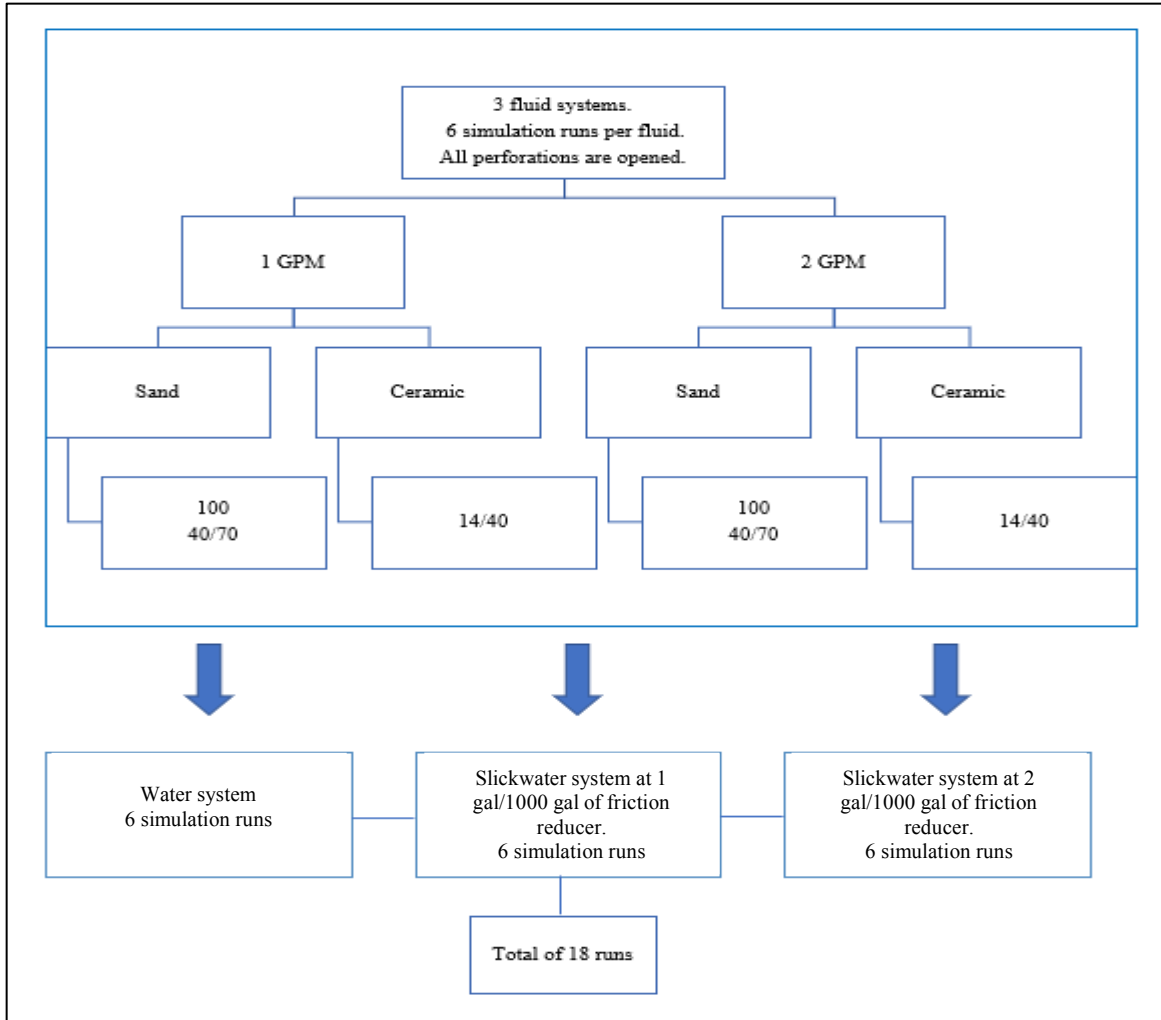 3 fluid systems.
6 simulation runs per fluid.
All perforations are opened.
1 GPM
2 GPM
Sand
Ceramic
Sand
Ceramic
100
40/70
14/40
100
40/70
14/40
Water system
6 simulation runs
Slickwater system at 1
gal/1000 gal of friction
reducer.
6 simulation runs
Slickwater system at 2
gal/1000 gal of friction
reducer.
6 simulation runs
Total of 18 runs